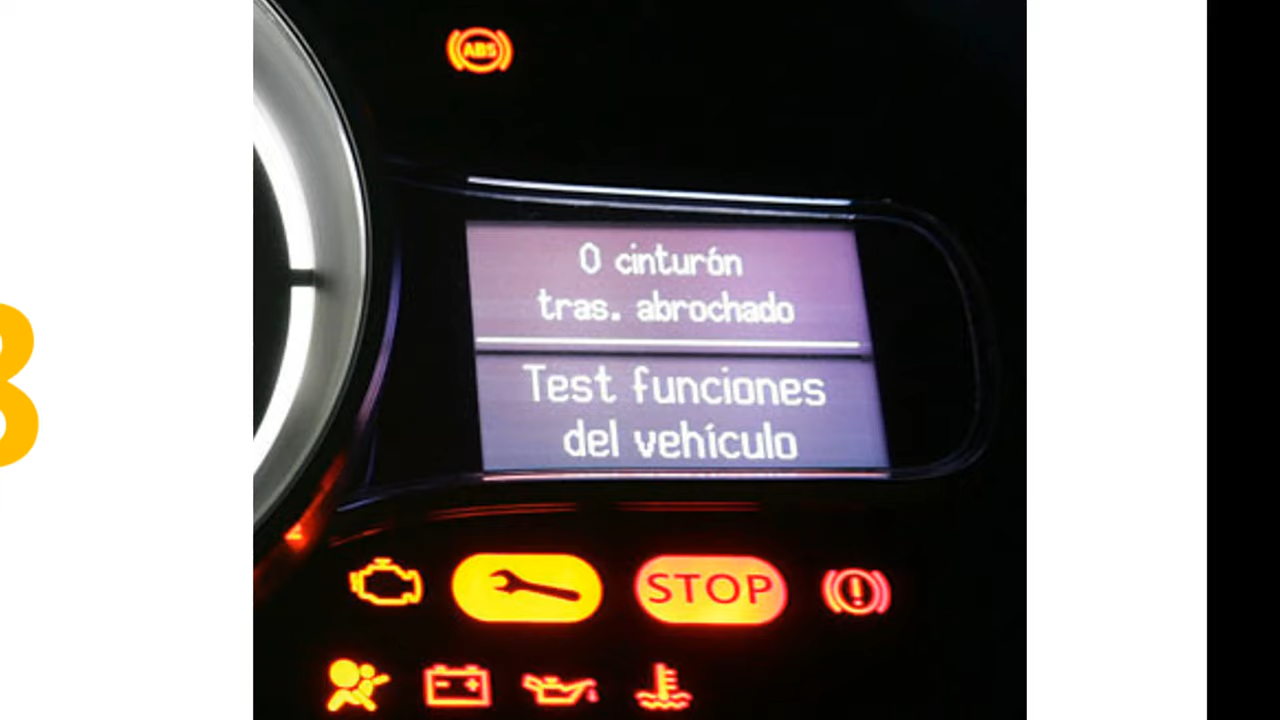 ABS
0 cinturón
tras. abrochado
Test funciones
del vehículo
STOP